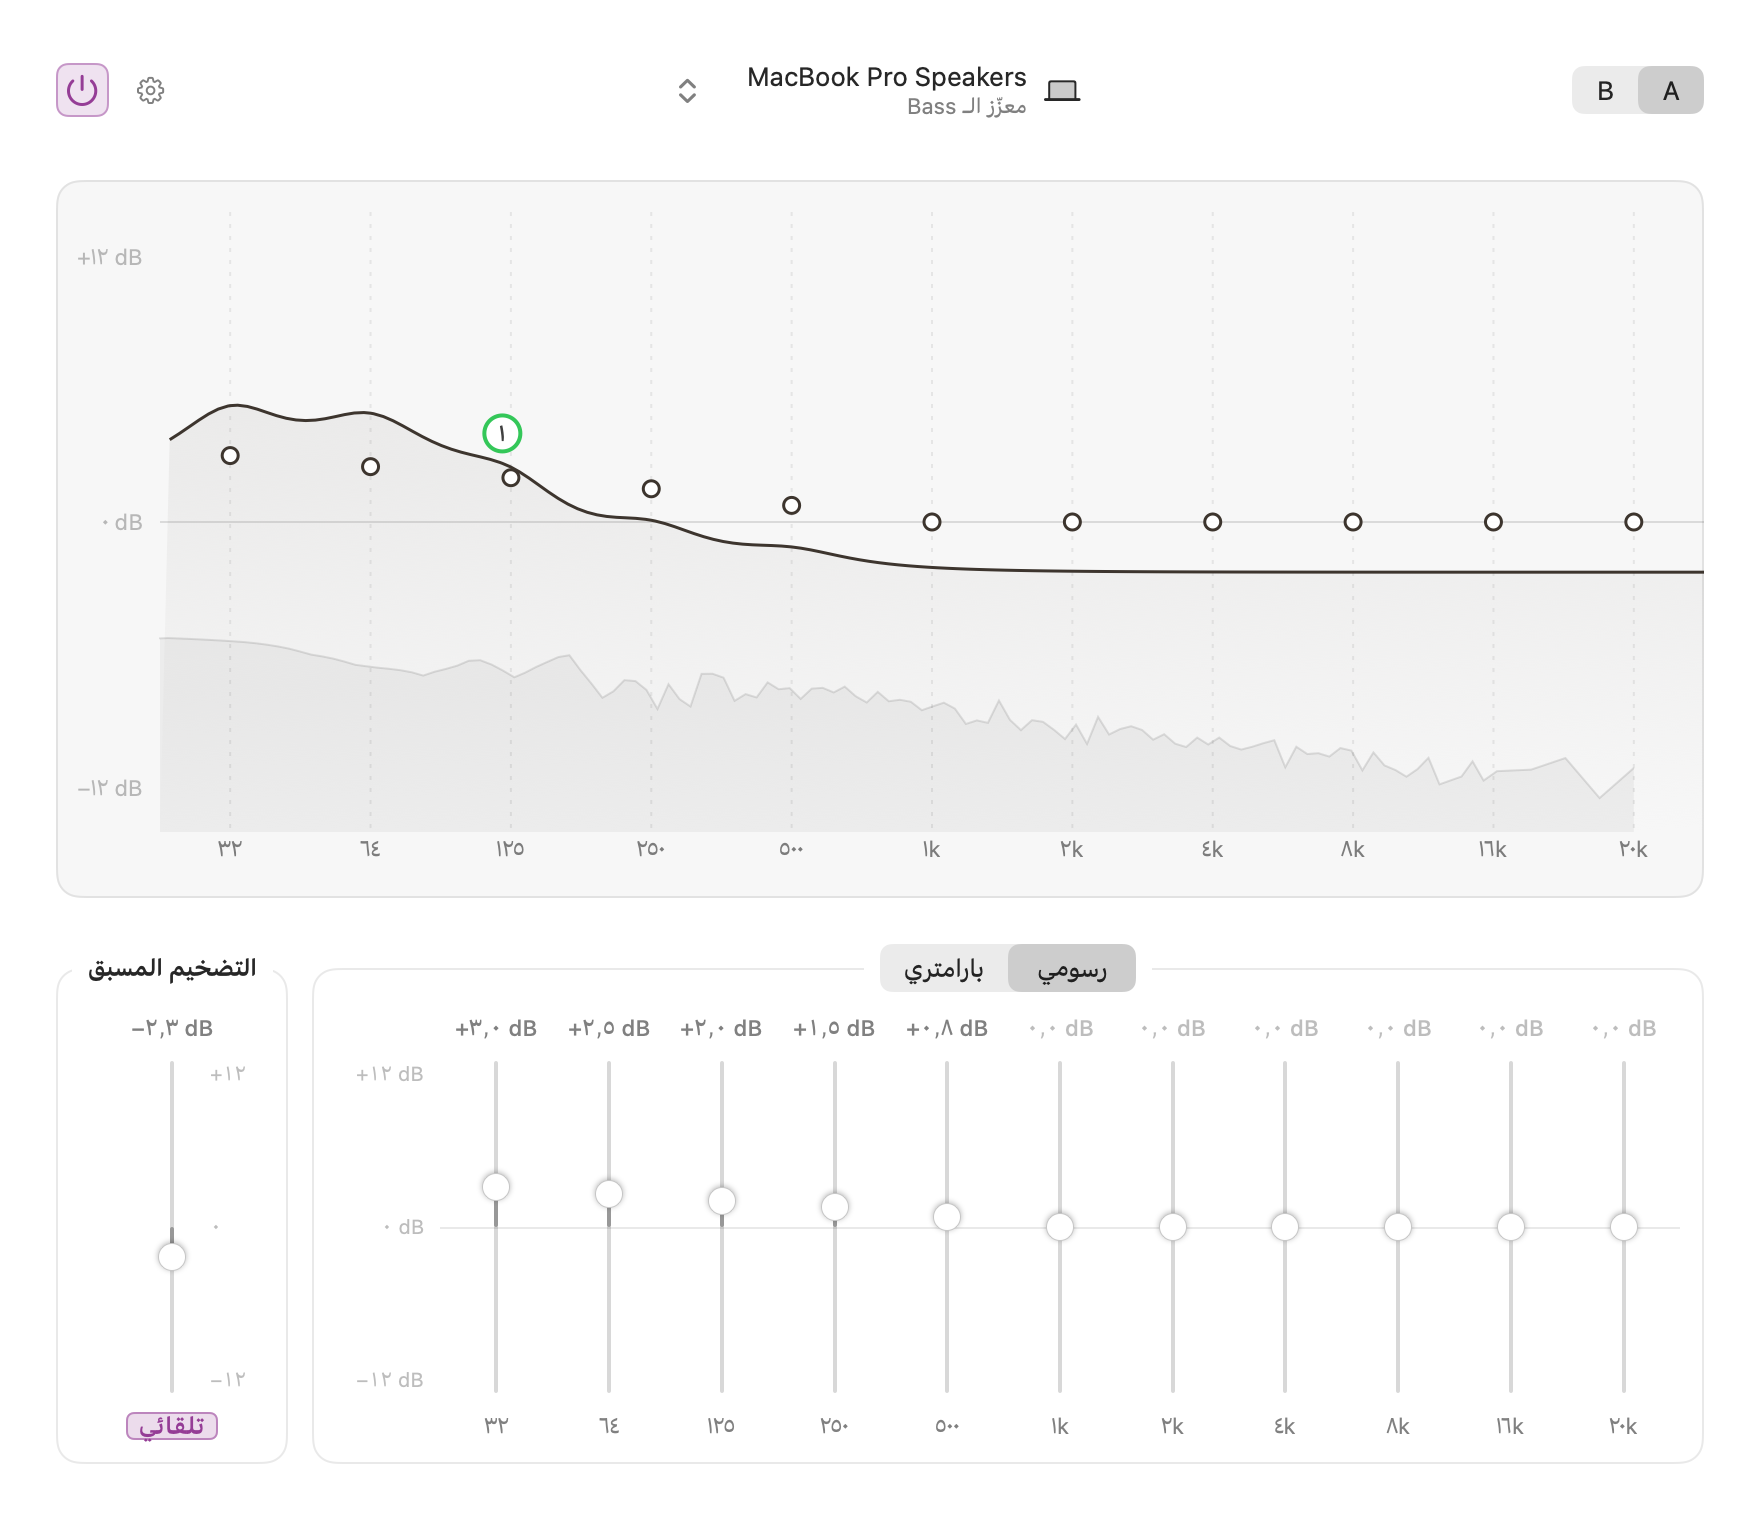 MacBook Pro Speakers
معزّز الـ Bass
A B
+١٢ dB
٠ dB
−١٢ dB
٣٢ ٦٤ ١٢٥ ٢٥٠ ٥٠٠ ١k ٢k ٤k ٨k ١٦k ٢٠k
١
رسومي بارامتري
التضخيم المسبق
−٢,٣ dB
+١٢
٠
−١٢
تلقائي
+٣,٠ dB +٢,٥ dB +٢,٠ dB +١,٥ dB +٠,٨ dB ٠,٠ dB ٠,٠ dB ٠,٠ dB ٠,٠ dB ٠,٠ dB ٠,٠ dB
+١٢ dB
٠ dB
−١٢ dB
٣٢ ٦٤ ١٢٥ ٢٥٠ ٥٠٠ ١k ٢k ٤k ٨k ١٦k ٢٠k